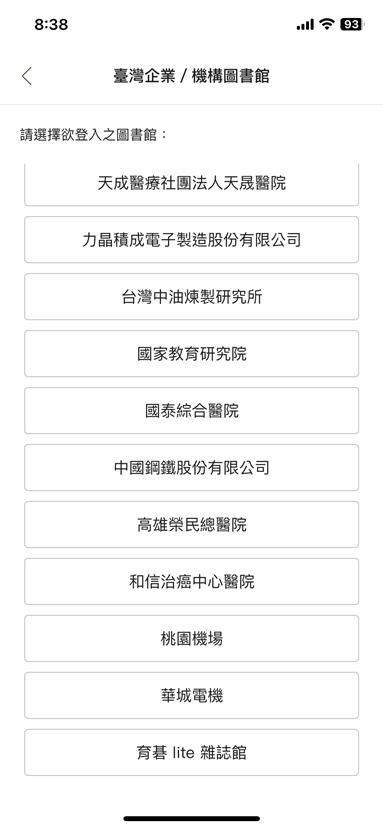 8:38
93
臺灣企業 / 機構圖書館
請選擇欲登入之圖書館：
天成醫療社團法人天晟醫院
力晶積成電子製造股份有限公司
台灣中油煉製研究所
國家教育研究院
國泰綜合醫院
中國鋼鐵股份有限公司
高雄榮民總醫院
和信治癌中心醫院
桃園機場
華城電機
育碁 lite 雜誌館